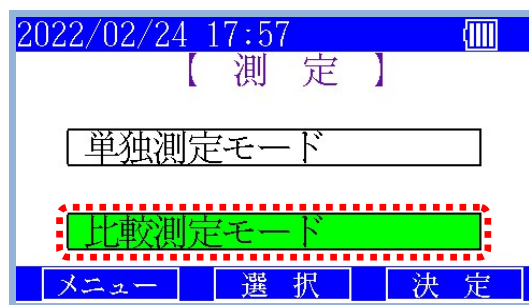 2022/02/24 17:57
【 測 定 】
単独測定モード
比較測定モード
メニュー 選 択 決 定